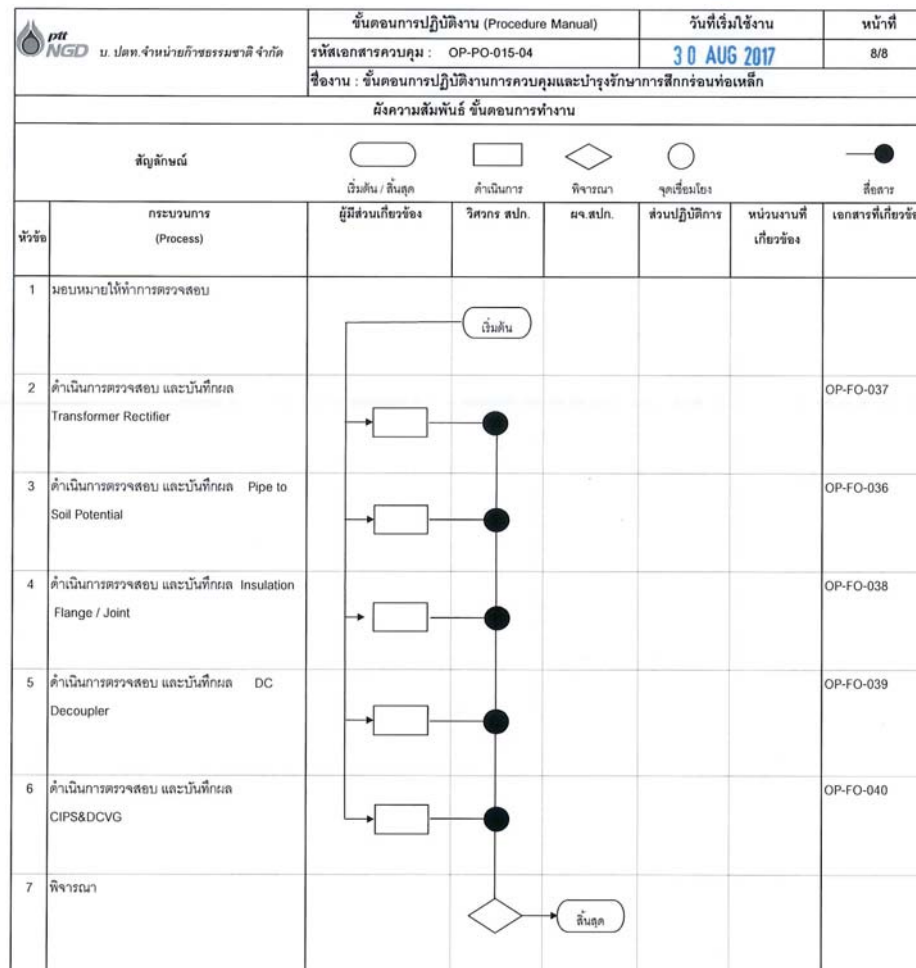 ptt
NGD บ. ปตท.จำหน่ายก๊าซธรรมชาติ จำกัด
ขั้นตอนการปฏิบัติงาน (Procedure Manual)
วันที่เริ่มใช้งาน
หน้าที่
รหัสเอกสารควบคุม : OP-PO-015-04
30 AUG 2017
8/8
ชื่องาน : ขั้นตอนการปฏิบัติงานการควบคุมและบำรุงรักษาการสึกกร่อนท่อเหล็ก
ผังความสัมพันธ์ ขั้นตอนการทำงาน
สัญลักษณ์
เริ่มต้น / สิ้นสุด
ดำเนินการ
พิจารณา
จุดเชื่อมโยง
สื่อสาร
หัวข้อ
กระบวนการ
(Process)
ผู้มีส่วนเกี่ยวข้อง
วิศวกร สปก.
ผจ.สปก.
ส่วนปฏิบัติการ
หน่วนงานที่
เกี่ยวข้อง
เอกสารที่เกี่ยวข้อ
1 มอบหมายให้ทำการตรวจสอบ
เริ่มต้น
2 ดำเนินการตรวจสอบ และบันทึกผล
Transformer Rectifier
OP-FO-037
3 ดำเนินการตรวจสอบ และบันทึกผล Pipe to
Soil Potential
OP-FO-036
4 ดำเนินการตรวจสอบ และบันทึกผล Insulation
Flange / Joint
OP-FO-038
5 ดำเนินการตรวจสอบ และบันทึกผล DC
Decoupler
OP-FO-039
6 ดำเนินการตรวจสอบ และบันทึกผล
CIPS&DCVG
OP-FO-040
7 พิจารณา
สิ้นสุด